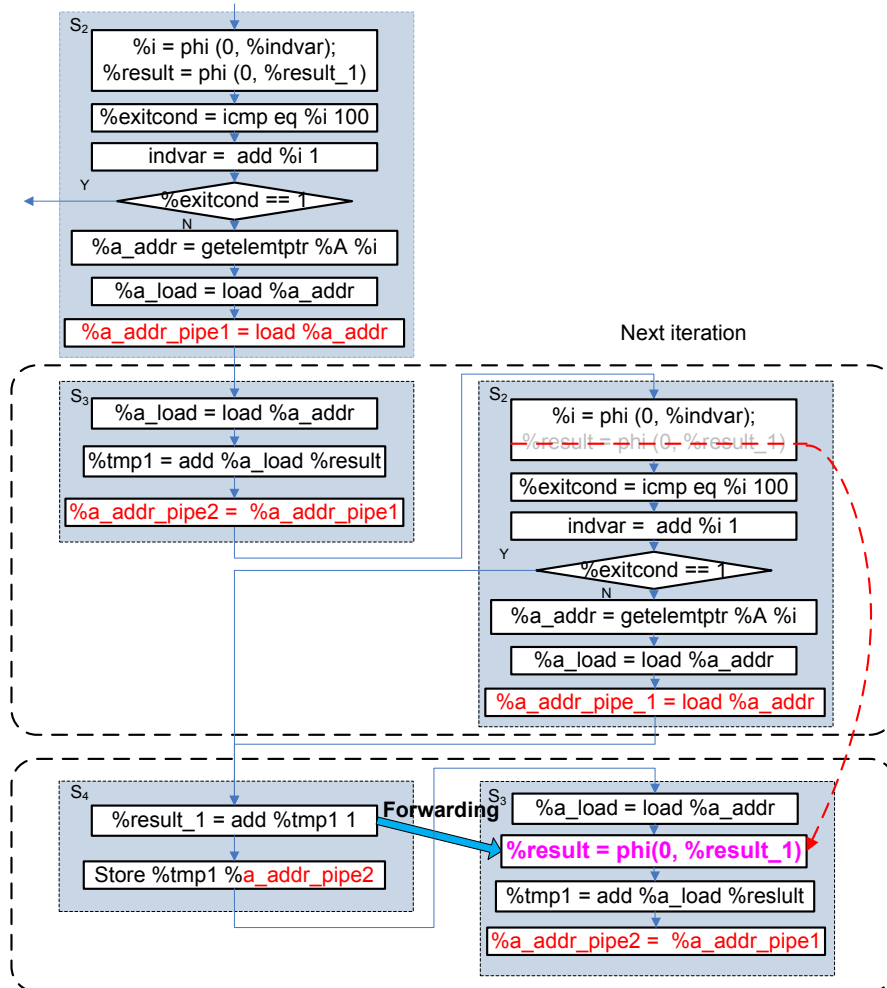 S2
%i = phi (0, %indvar);
%result = phi (0, %result_1)
%exitcond = icmp eq %i 100
indvar = add %i 1
Y
%exitcond == 1
N
%a_addr = getelemtptr %A %i
%a_load = load %a_addr
%a_addr_pipe1 = load %a_addr
Next iteration
S3
%a_load = load %a_addr
%tmp1 = add %a_load %result
%a_addr_pipe2 = %a_addr_pipe1
S2
%i = phi (0, %indvar);
%result = phi (0, %result_1)
%exitcond = icmp eq %i 100
indvar = add %i 1
Y
%exitcond == 1
N
%a_addr = getelemtptr %A %i
%a_load = load %a_addr
%a_addr_pipe_1 = load %a_addr
S4
%result_1 = add %tmp1 1
Store %tmp1 %a_addr_pipe2
Forwarding
S3
%a_load = load %a_addr
%result = phi(0, %result_1)
%tmp1 = add %a_load %reslult
%a_addr_pipe2 = %a_addr_pipe1